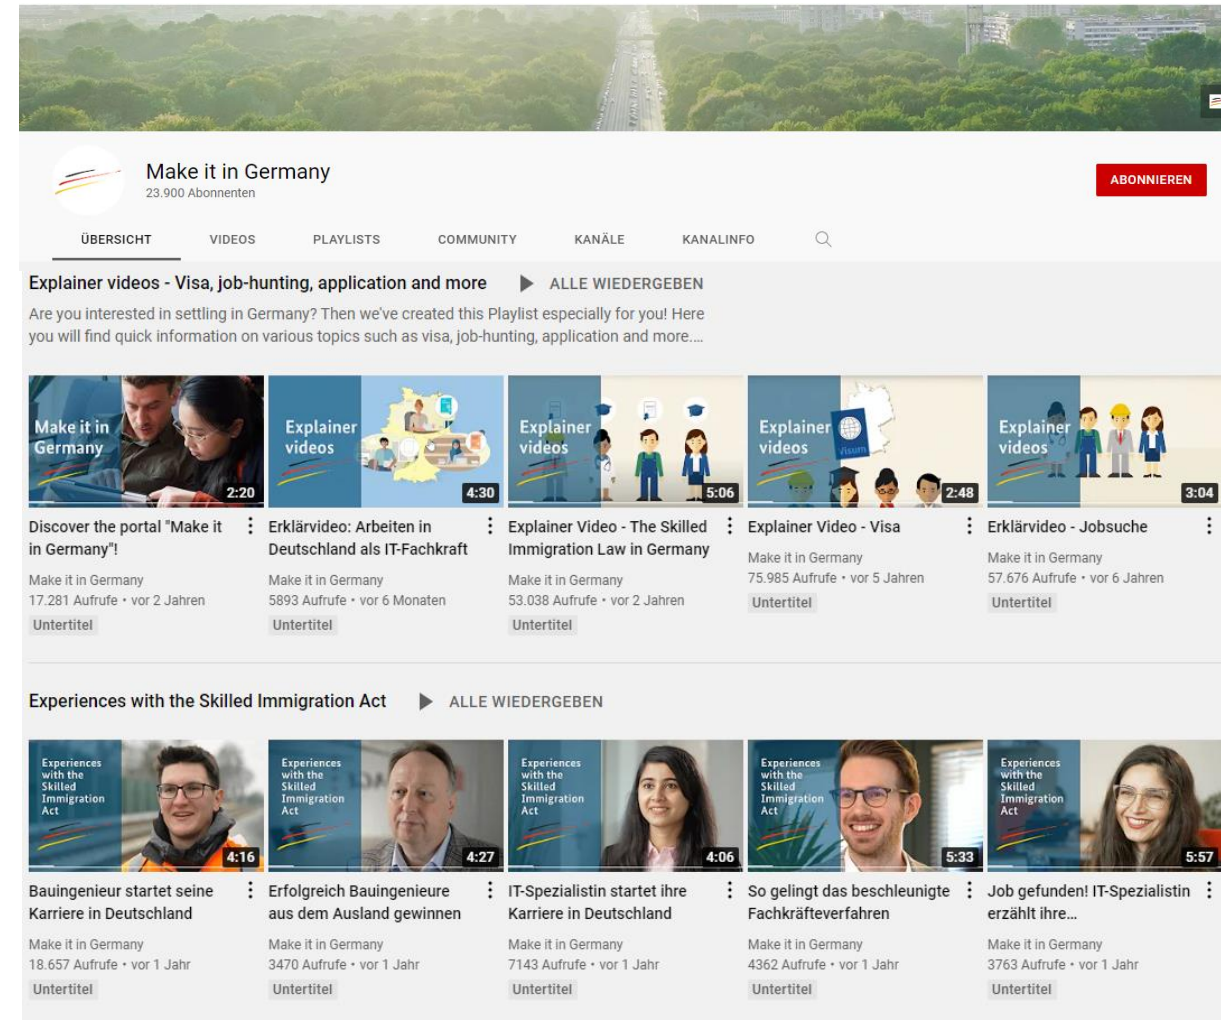 Make it in Germany
23.900 Abonnenten
ABONNIEREN
ÜBERSICHT VIDEOS PLAYLISTS COMMUNITY KANÄLE KANALINFO
Explainer videos - Visa, job-hunting, application and more ALLE WIEDERGEBEN
Are you interested in settling in Germany? Then we've created this Playlist especially for you! Here
you will find quick information on various topics such as visa, job-hunting, application and more....
Make it in
Germany
2:20
Discover the portal "Make it
in Germany"!
Make it in Germany
17.281 Aufrufe • vor 2 Jahren
Untertitel
Explainer
videos
4:30
Erklärvideo: Arbeiten in
Deutschland als IT-Fachkraft
Make it in Germany
5893 Aufrufe • vor 6 Monaten
Untertitel
Explainer
videos
5:06
Explainer Video - The Skilled
Immigration Law in Germany
Make it in Germany
53.038 Aufrufe • vor 2 Jahren
Untertitel
Explainer
videos
Visum
2:48
Explainer Video - Visa
Make it in Germany
75.985 Aufrufe • vor 5 Jahren
Untertitel
Explainer
videos
3:04
Erklärvideo - Jobsuche
Make it in Germany
57.676 Aufrufe • vor 6 Jahren
Untertitel
Experiences with the Skilled Immigration Act ALLE WIEDERGEBEN
Experiences
with the
Skilled
Immigration
Act
4:16
Bauingenieur startet seine
Karriere in Deutschland
Make it in Germany
18.657 Aufrufe • vor 1 Jahr
Untertitel
Experiences
with the
Skilled
Immigration
Act
4:27
Erfolgreich Bauingenieure
aus dem Ausland gewinnen
Make it in Germany
3470 Aufrufe • vor 1 Jahr
Untertitel
Experiences
with the
Skilled
Immigration
Act
4:06
IT-Spezialistin startet ihre
Karriere in Deutschland
Make it in Germany
7143 Aufrufe • vor 1 Jahr
Untertitel
Experiences
with the
Skilled
Immigration
Act
5:33
So gelingt das beschleunigte
Fachkräfteverfahren
Make it in Germany
4362 Aufrufe • vor 1 Jahr
Untertitel
Experiences
with the
Skilled
Immigration
Act
5:57
Job gefunden! IT-Spezialistin
erzählt ihre...
Make it in Germany
3763 Aufrufe • vor 1 Jahr
Untertitel